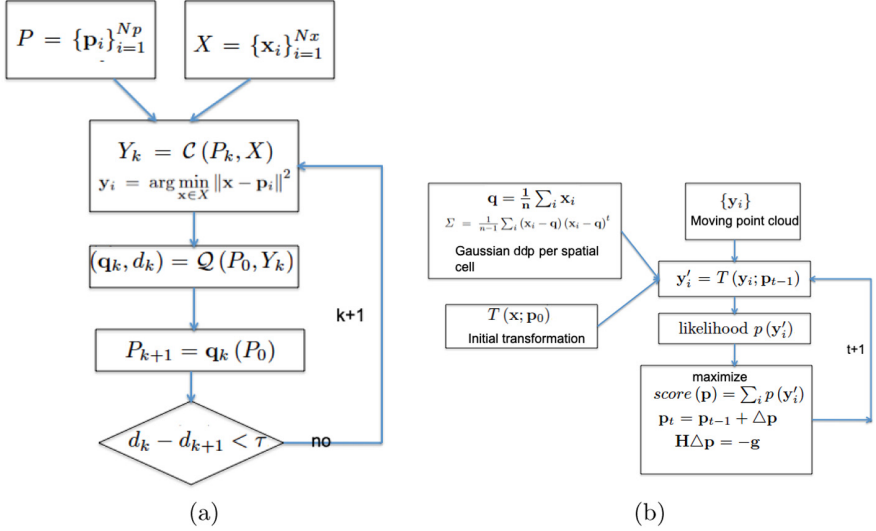 P = {p_i}_{i=1}^{Np}
X = {x_i}_{i=1}^{Nx}
Y_k = C (P_k, X)
y_i = arg min_{x∈X} ‖x − p_i‖²
(q_k, d_k) = Q (P_0, Y_k)
P_{k+1} = q_k (P_0)
d_k − d_{k+1} < τ
no
k+1
(a)
q = 1/n ∑_i x_i
Σ = 1/(n−1) ∑_i (x_i − q) (x_i − q)^t
Gaussian ddp per spatial
cell
T (x; p_0)
Initial transformation
{y_i}
Moving point cloud
y'_i = T (y_i; p_{t−1})
likelihood p (y'_i)
maximize
score (p) = ∑_i p (y'_i)
p_t = p_{t−1} + △p
H△p = −g
t+1
(b)